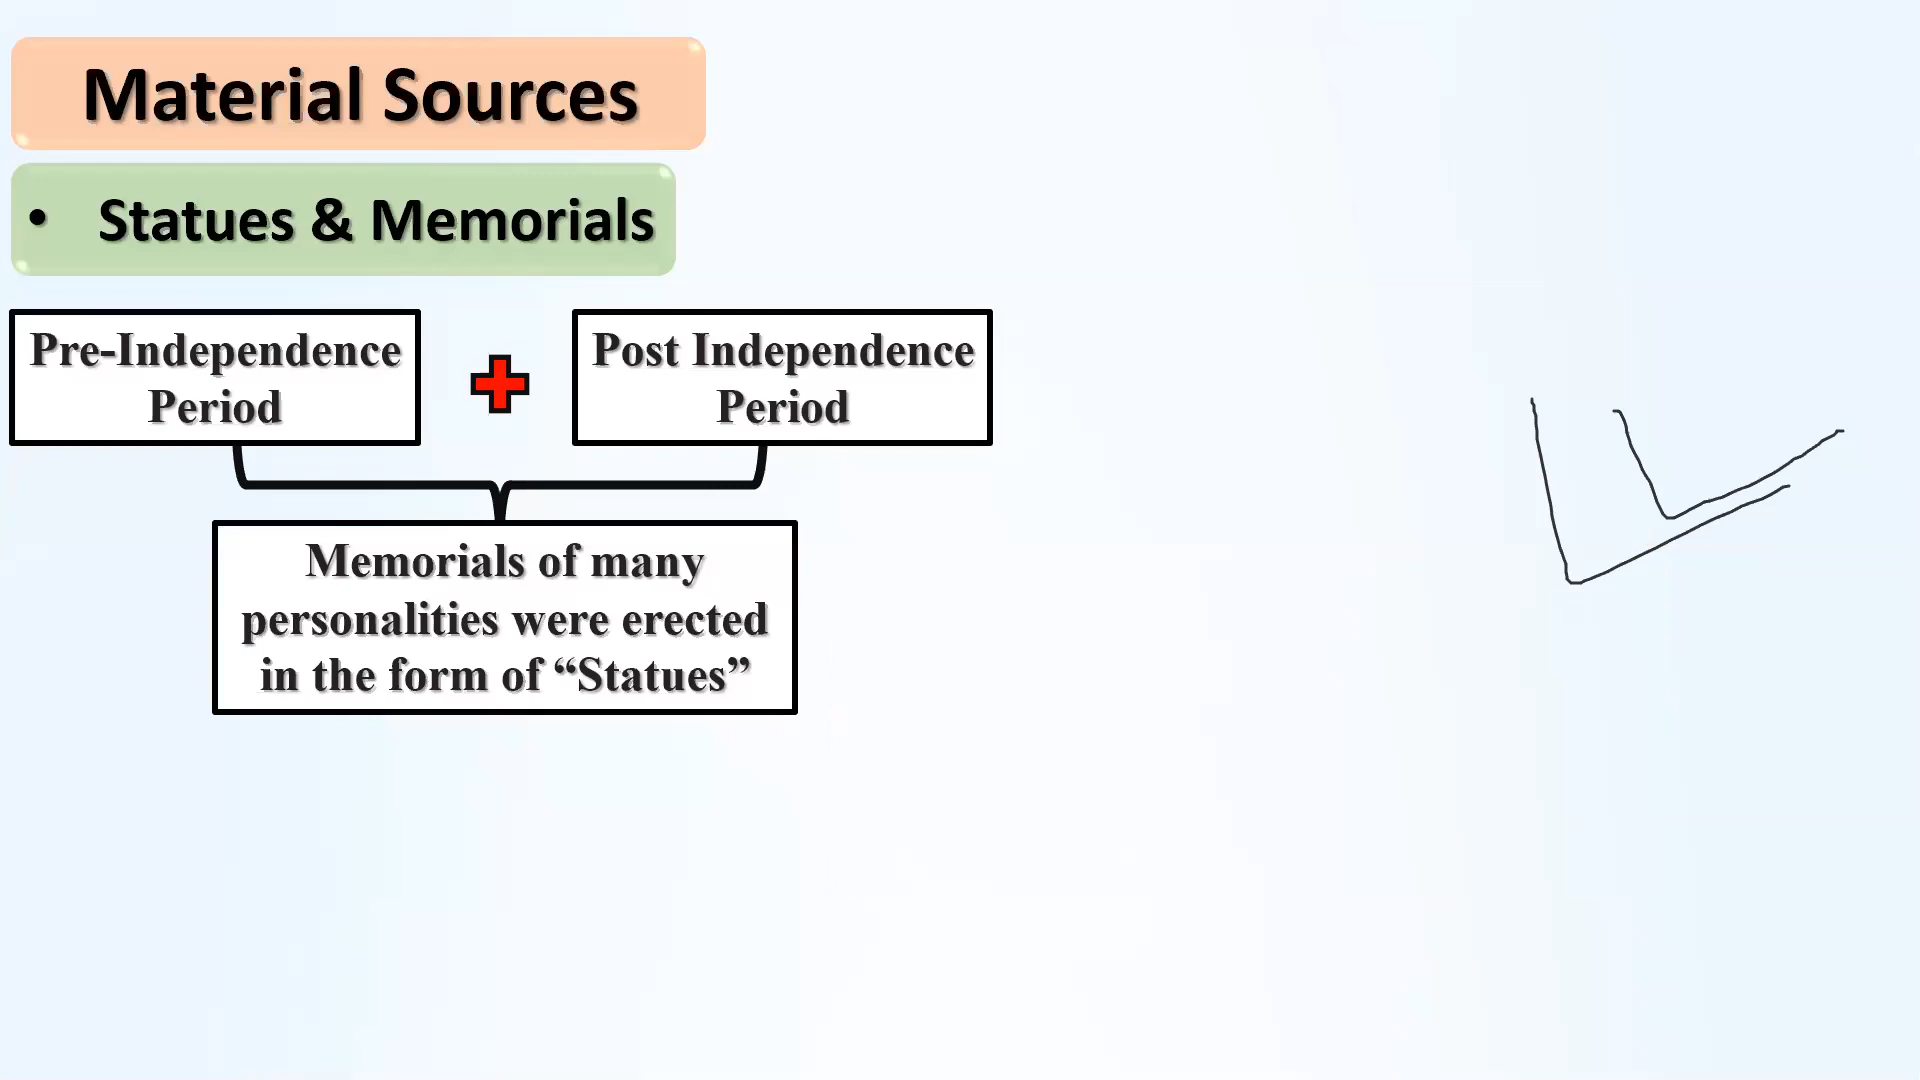 Material Sources
• Statues & Memorials
Pre-Independence
Period
Post Independence
Period
Memorials of many
personalities were erected
in the form of “Statues”